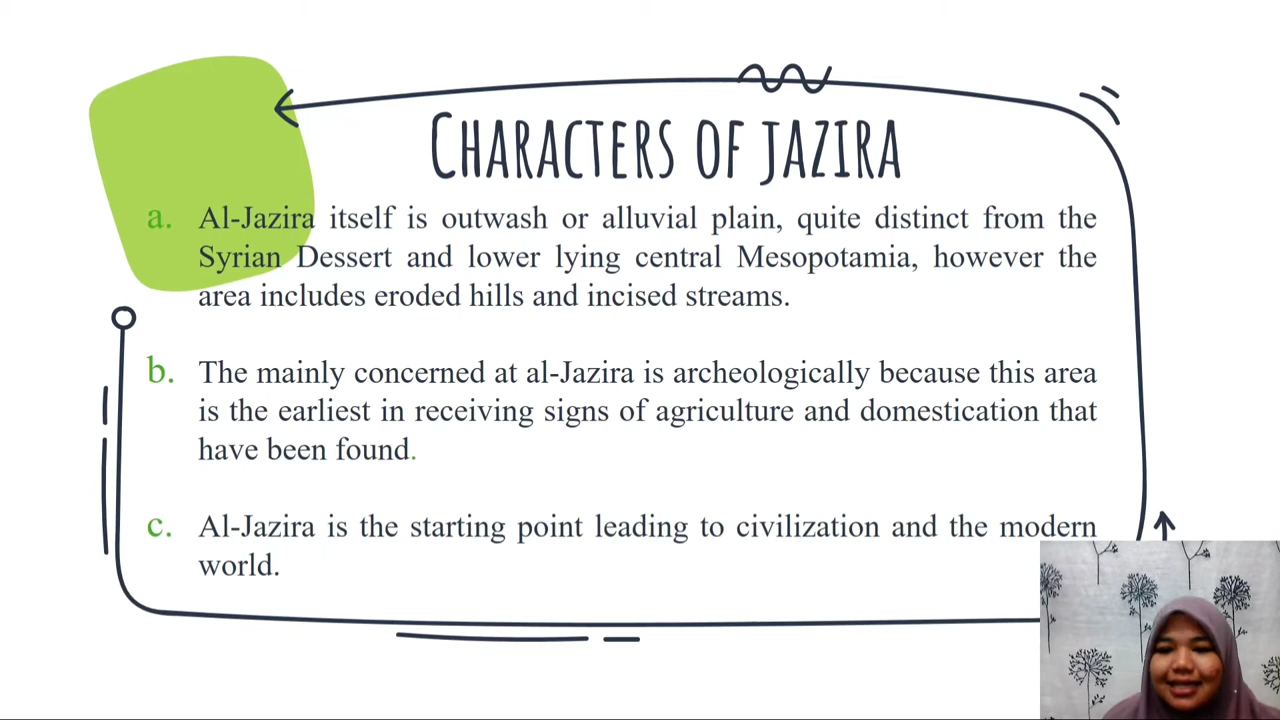 CHARACTERS OF JAZIRA
a. Al-Jazira itself is outwash or alluvial plain, quite distinct from the
Syrian Dessert and lower lying central Mesopotamia, however the
area includes eroded hills and incised streams.
b. The mainly concerned at al-Jazira is archeologically because this area
is the earliest in receiving signs of agriculture and domestication that
have been found.
c. Al-Jazira is the starting point leading to civilization and the modern
world.